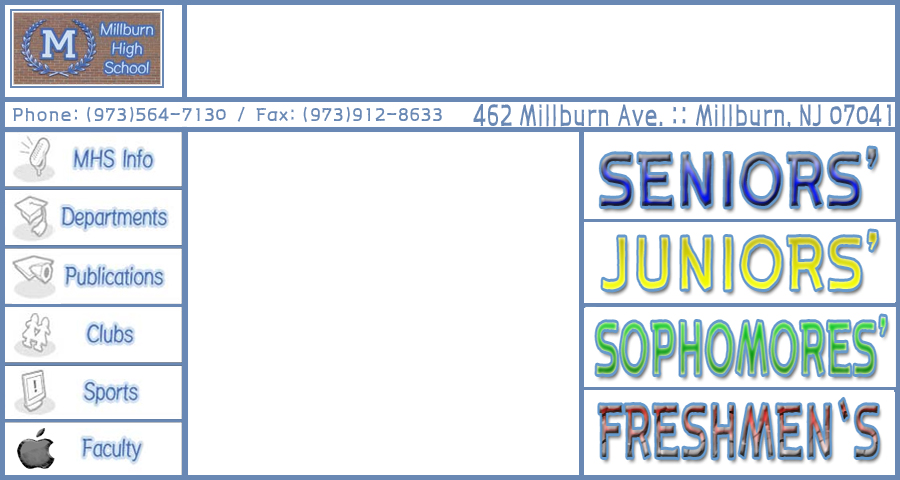 M
Millburn
High
School
Phone: (973)564-7130 / Fax: (973)912-8633
462 Millburn Ave. :: Millburn, NJ 07041
MHS Info
Departments
Publications
Clubs
Sports
Faculty
SENIORS'
JUNIORS'
SOPHOMORES'
FRESHMEN`S